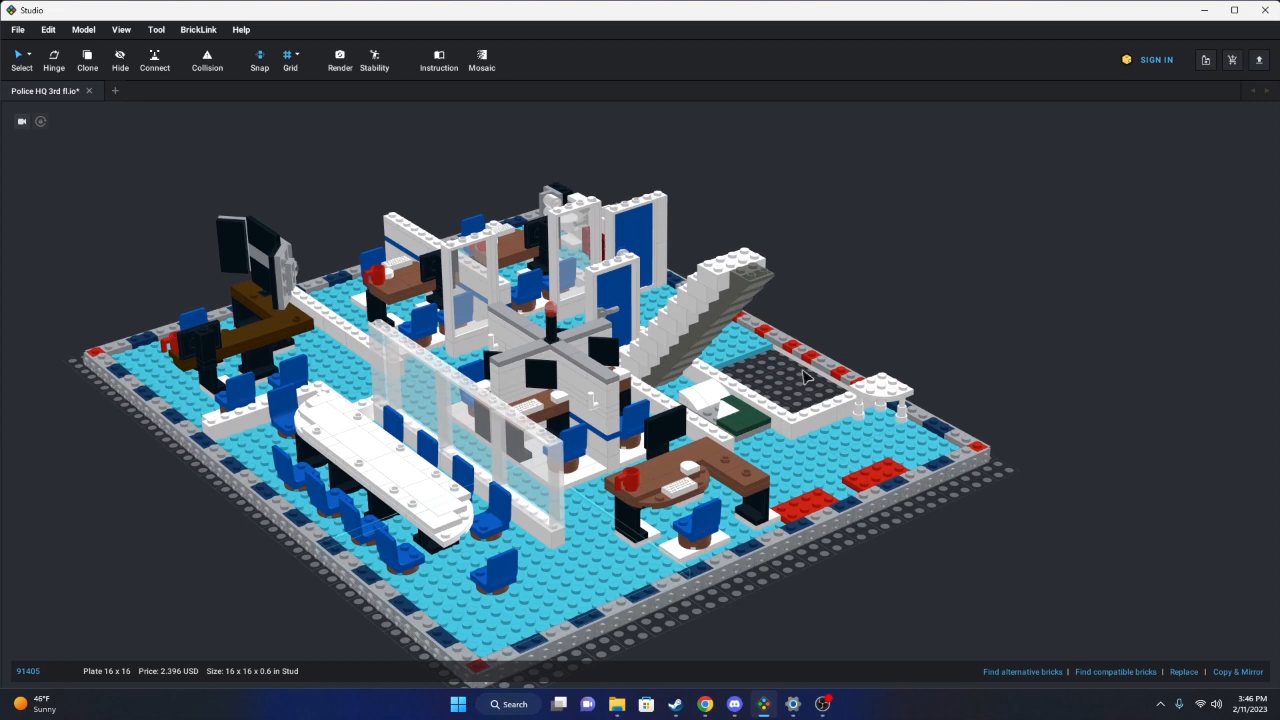 Studio
File Edit Model View Tool BrickLink Help
Select Hinge Clone Hide Connect Collision Snap Grid Render Stability Instruction Mosaic
SIGN IN
Police HQ 3rd fl.io*
91405 Plate 16 x 16 Price: 2.396 USD Size: 16 x 16 x 0.6 in Stud
Find alternative bricks | Find compatible bricks | Replace | Copy & Mirror
46°F
Sunny
Search
3:46 PM
2/11/2023